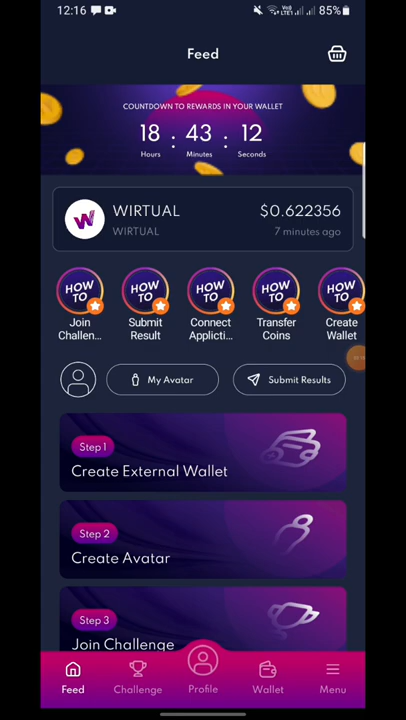 12:16
Vo8 LTE1
85%
Feed
COUNTDOWN TO REWARDS IN YOUR WALLET
18 : 43 : 12
Hours Minutes Seconds
W
WIRTUAL $0.622356
WIRTUAL 7 minutes ago
HOW TO HOW TO HOW TO HOW TO HOW TO
Join Submit Connect Transfer Create
Challen... Result Applicti... Coins Wallet
My Avatar Submit Results
Step 1
Create External Wallet
Step 2
Create Avatar
Step 3
Join Challenge
Feed Challenge Profile Wallet Menu